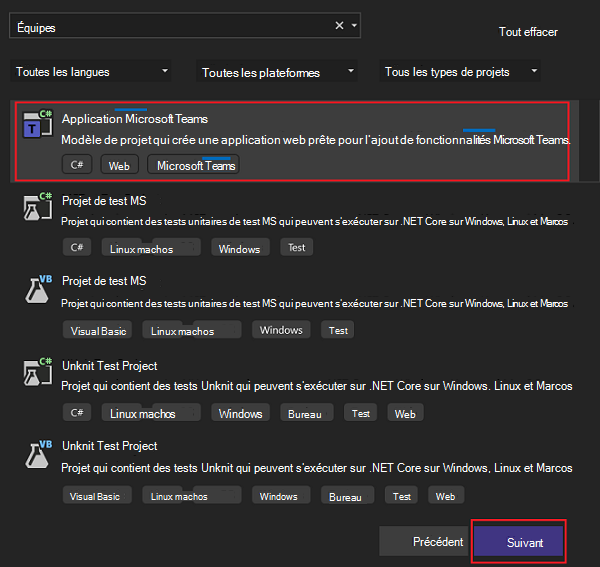 Équipes
Tout effacer
Toutes les langues
Toutes les plateformes
Tous les types de projets
C#
T
Application Microsoft Teams
Modèle de projet qui crée une application web prête pour l'ajout de fonctionnalités Microsoft Teams.
C# Web Microsoft Teams
C#
Projet de test MS
Projet qui contient des tests unitaires de test MS qui peuvent s'exécuter sur .NET Core sur Windows, Linux et Marcos
C# Linux machos Windows Test
VB
Projet de test MS
Projet qui contient des tests unitaires de test MS qui peuvent s'exécuter sur .NET Core sur Windows, Linux et Marcos
Visual Basic Linux machos Windows Test
C#
Unknit Test Project
Projet qui contient des tests Unknit qui peuvent s'exécuter sur .NET Core sur Windows. Linux et Marcos
C# Linux machos Windows Bureau Test Web
VB
Unknit Test Project
Projet qui contient des tests Unknit qui peuvent s'exécuter sur .NET Core sur Windows, Linux et Marcos
Visual Basic Linux machos Windows Bureau Test Web
Précédent
Suivant